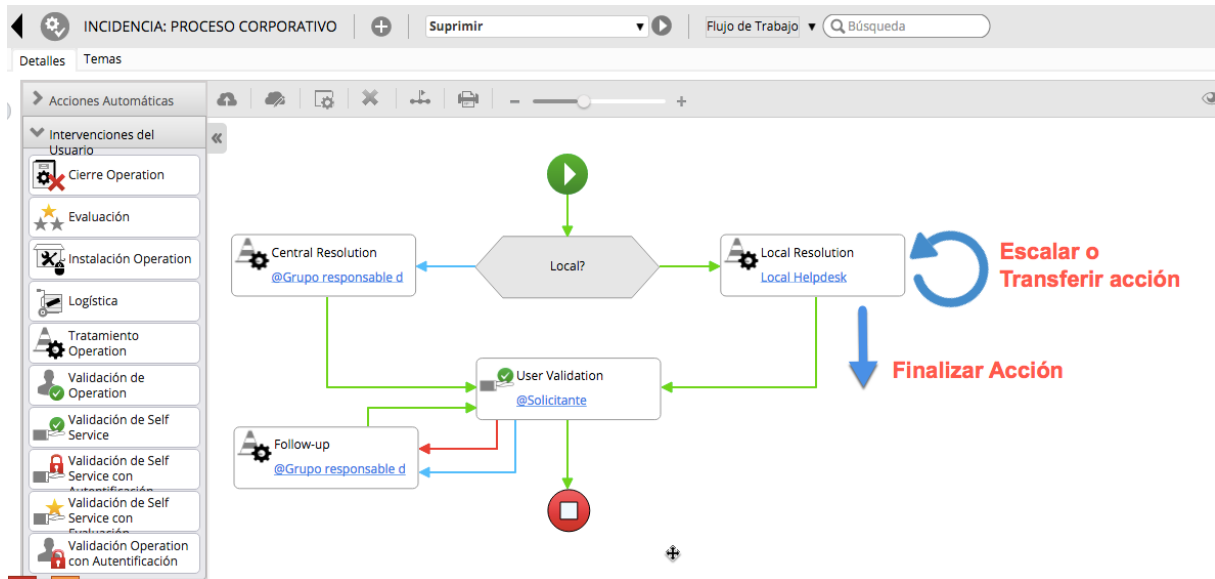 INCIDENCIA: PROCESO CORPORATIVO
Suprimir
Flujo de Trabajo
Búsqueda
Detalles
Temas
Acciones Automáticas
Intervenciones del
Usuario
Cierre Operation
Evaluación
Instalación Operation
Logística
Tratamiento
Operation
Validación de
Operation
Validación de Self
Service
Validación de Self
Service con
Autentificación
Validación de Self
Service con
Evaluación
Validación Operation
con Autentificación
Local?
Central Resolution
@Grupo responsable d
Local Resolution
Local Helpdesk
Escalar o
Transferir acción
Finalizar Acción
User Validation
@Solicitante
Follow-up
@Grupo responsable d